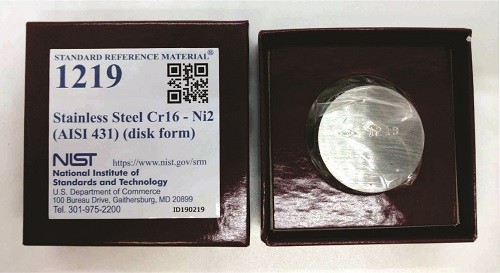 STANDARD REFERENCE MATERIAL®
1219
Stainless Steel Cr16 - Ni2
(AISI 431) (disk form)
NIST
https://www.nist.gov/srm
National Institute of
Standards and Technology
U.S. Department of Commerce
100 Bureau Drive, Gaithersburg, MD 20899
Tel. 301-975-2200
ID190219